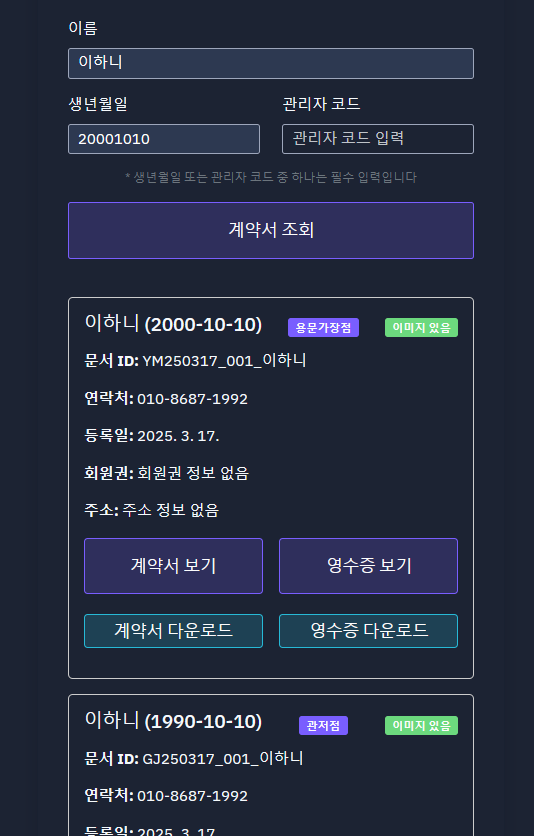 이름
이하니
생년월일 관리자 코드
20001010 관리자 코드 입력
* 생년월일 또는 관리자 코드 중 하나는 필수 입력입니다
계약서 조회
이하니 (2000-10-10) 용문가장점 이미지 있음
문서 ID: YM250317_001_이하니
연락처: 010-8687-1992
등록일: 2025. 3. 17.
회원권: 회원권 정보 없음
주소: 주소 정보 없음
계약서 보기 영수증 보기
계약서 다운로드 영수증 다운로드
이하니 (1990-10-10) 관저점 이미지 있음
문서 ID: GJ250317_001_이하니
연락처: 010-8687-1992
등록일: 2025. 3. 17.